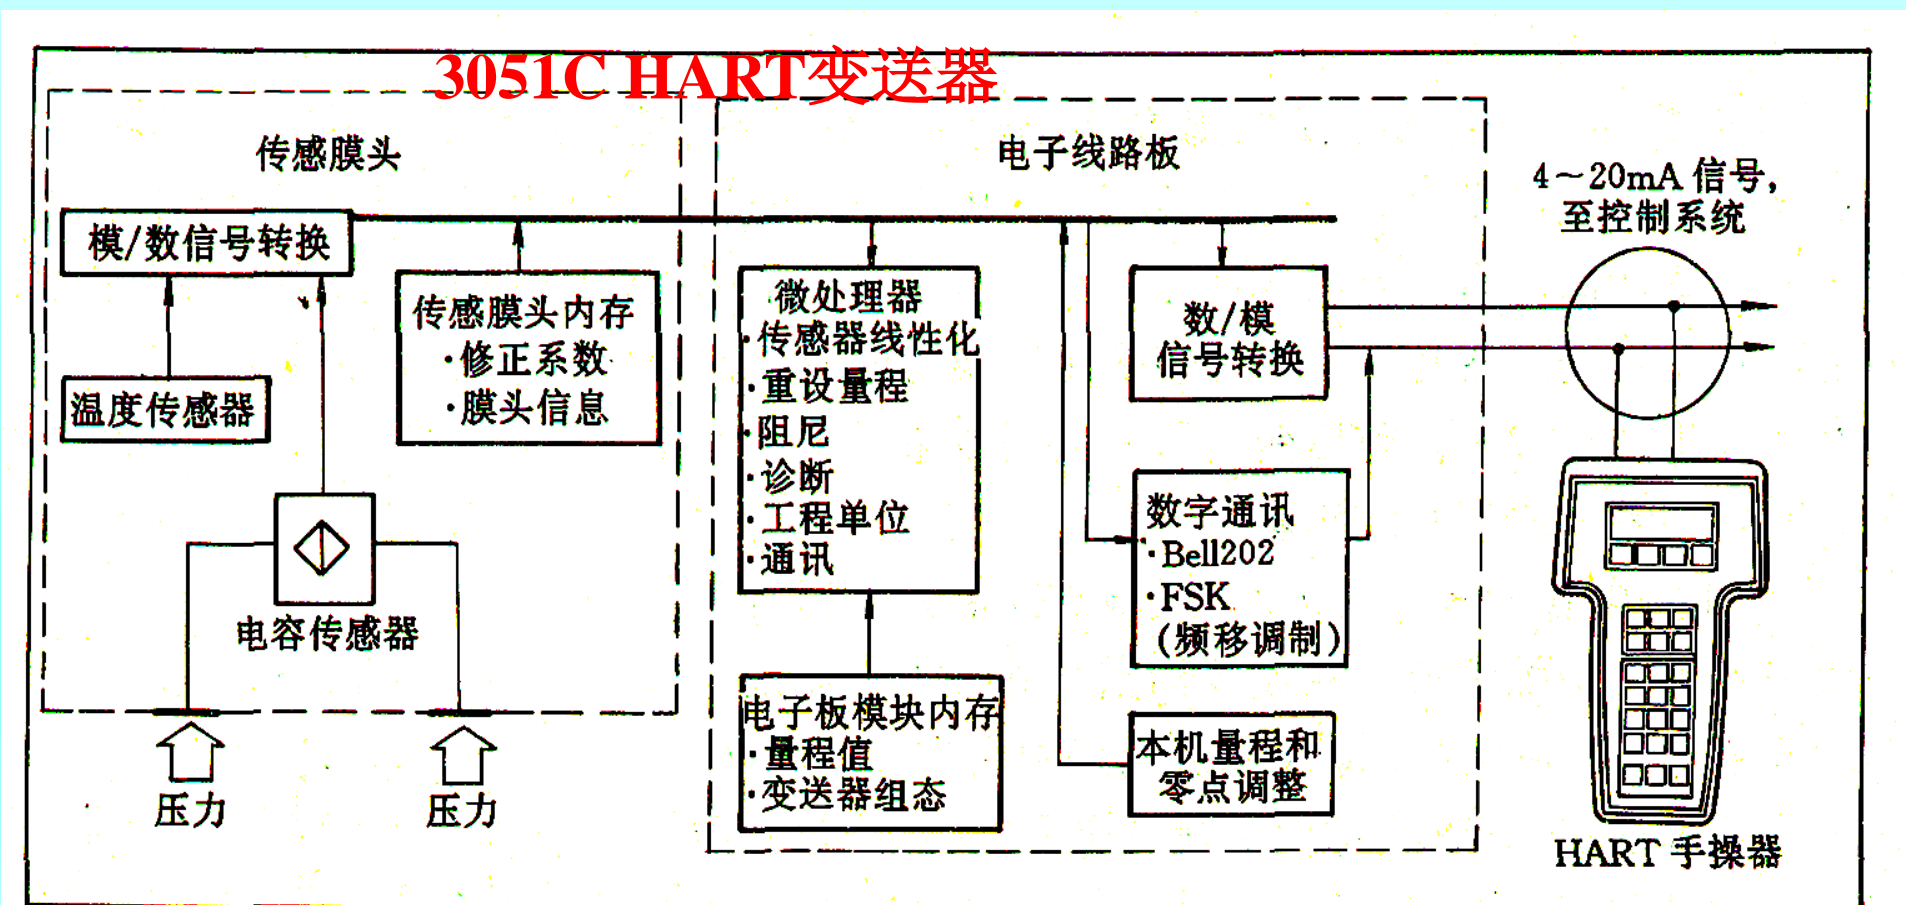 3051C HART变送器
传感膜头
模/数信号转换
温度传感器
传感膜头内存
·修正系数
·膜头信息
电容传感器
压力
压力
电子线路板
微处理器
·传感器线性化
·重设量程
·阻尼
·诊断
·工程单位
·通讯
电子板模块内存
·量程值
·变送器组态
数/模
信号转换
数字通讯
·Bell202
·FSK
(频移调制)
本机量程和
零点调整
4～20mA 信号,
至控制系统
HART 手操器